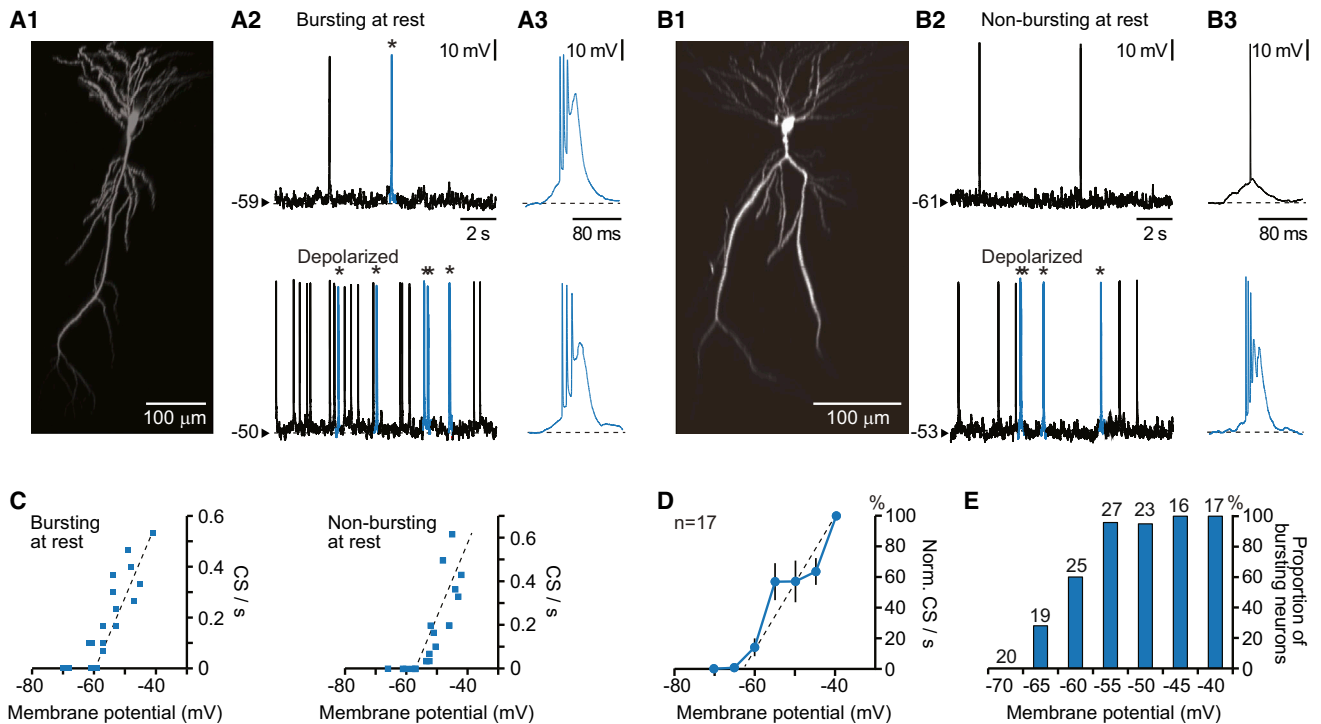 A1
A2
Bursting at rest
*
10 mV
A3
10 mV
-59
2 s
80 ms
Depolarized
* * ** *
-50
100 µm
B1
B2
Non-bursting at rest
10 mV
B3
10 mV
-61
2 s
80 ms
Depolarized
** * *
-53
100 µm
C
Bursting
at rest
0.6
0.4
0.2
0
CS / s
-80 -60 -40
Membrane potential (mV)
Non-bursting
at rest
0.6
0.4
0.2
0
CS / s
-80 -60 -40
Membrane potential (mV)
D
n=17
%
100
80
60
40
20
0
Norm. CS / s
-80 -60 -40
Membrane potential (mV)
E
20 19 25 27 23 16 17
%
100
80
60
40
20
0
Proportion of
bursting neurons
-70 -65 -60 -55 -50 -45 -40
Membrane potential (mV)